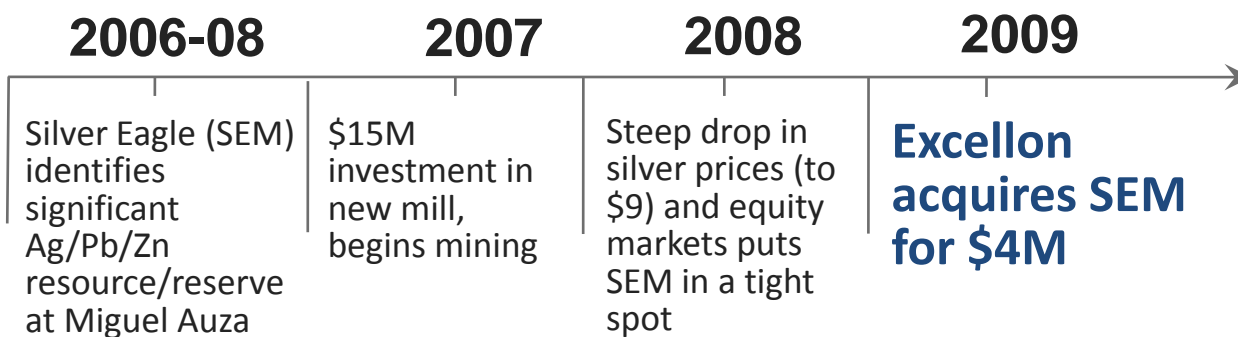 2006-08
2007
2008
2009
Silver Eagle (SEM)
identifies
significant
Ag/Pb/Zn
resource/reserve
at Miguel Auza
$15M
investment in
new mill,
begins mining
Steep drop in
silver prices (to
$9) and equity
markets puts
SEM in a tight
spot
Excellon
acquires SEM
for $4M